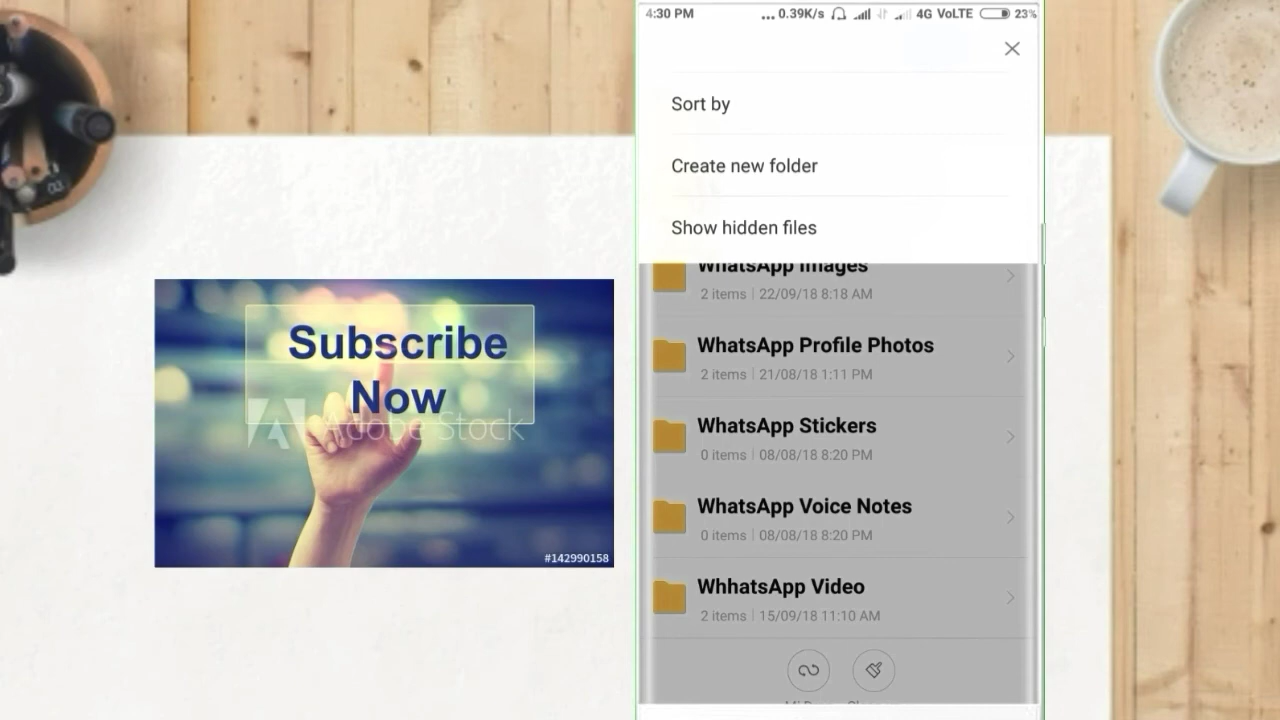 4:30 PM
... 0.39K/s
4G VoLTE
23%
Sort by
Create new folder
Show hidden files
WhatsApp Images
2 items | 22/09/18 8:18 AM
WhatsApp Profile Photos
2 items | 21/08/18 1:11 PM
WhatsApp Stickers
0 items | 08/08/18 8:20 PM
WhatsApp Voice Notes
0 items | 08/08/18 8:20 PM
WhhatsApp Video
2 items | 15/09/18 11:10 AM
Subscribe
Now
Adobe Stock
#142990158